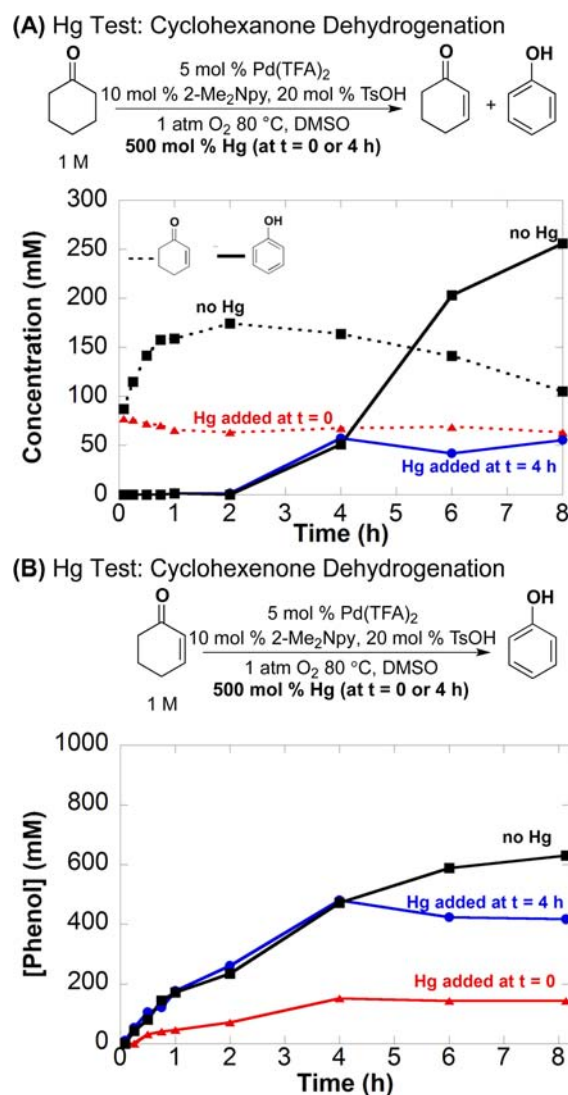 (A) Hg Test: Cyclohexanone Dehydrogenation
O
5 mol % Pd(TFA)₂
10 mol % 2-Me₂Npy, 20 mol % TsOH
1 atm O₂ 80 °C, DMSO
500 mol % Hg (at t = 0 or 4 h)
1 M
O
+
OH
300
250
200
150
100
50
0
Concentration (mM)
O
OH
no Hg
no Hg
Hg added at t = 0
Hg added at t = 4 h
0 1 2 3 4 5 6 7 8
Time (h)
(B) Hg Test: Cyclohexenone Dehydrogenation
O
5 mol % Pd(TFA)₂
10 mol % 2-Me₂Npy, 20 mol % TsOH
1 atm O₂ 80 °C, DMSO
500 mol % Hg (at t = 0 or 4 h)
1 M
OH
1000
800
600
400
200
0
[Phenol] (mM)
no Hg
Hg added at t = 4 h
Hg added at t = 0
0 1 2 3 4 5 6 7 8
Time (h)